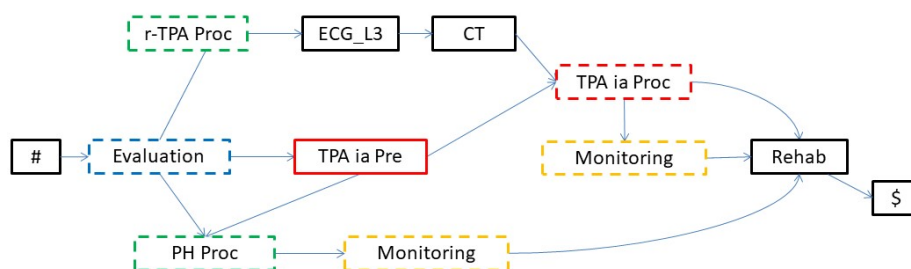 r-TPA Proc
ECG_L3
CT
TPA ia Proc
#
Evaluation
TPA ia Pre
Monitoring
Rehab
$
PH Proc
Monitoring